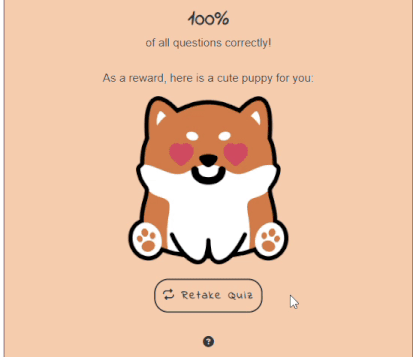 100%
of all questions correctly!
As a reward, here is a cute puppy for you:
Retake Quiz
?